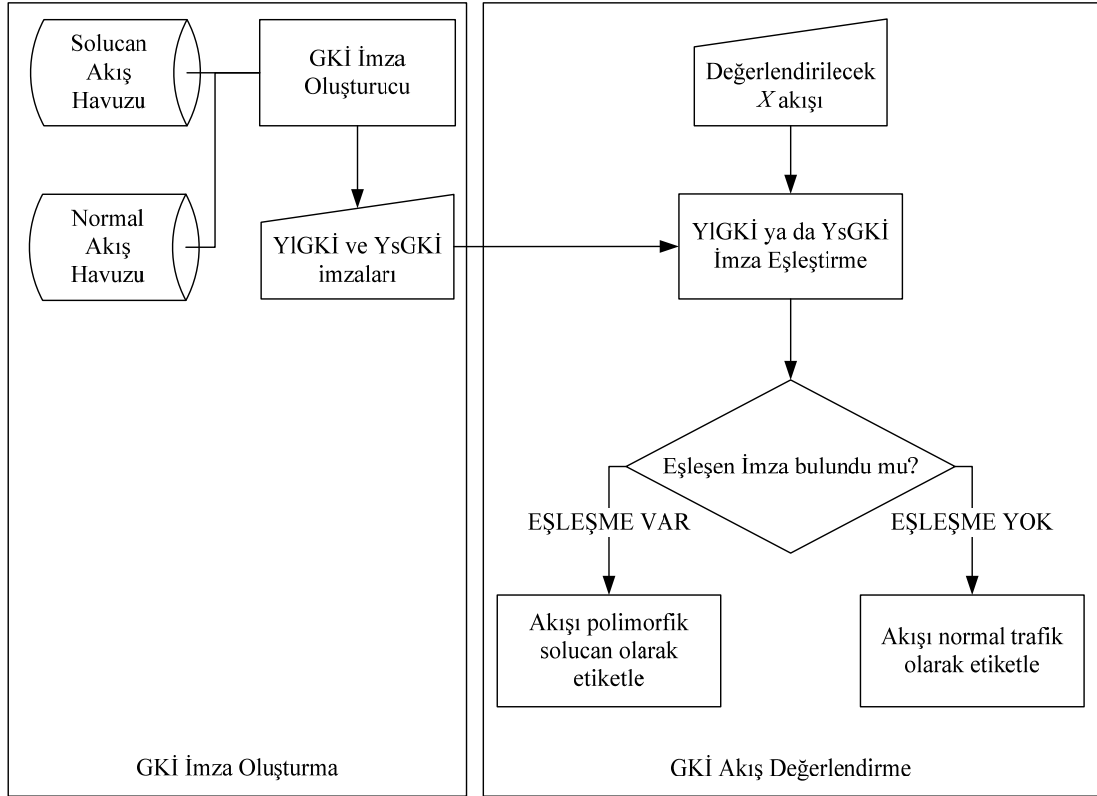 Solucan
Akış
Havuzu
GKİ İmza
Oluşturucu
Normal
Akış
Havuzu
YlGKİ ve YsGKİ
imzaları
GKİ İmza Oluşturma
Değerlendirilecek
X akışı
YlGKİ ya da YsGKİ
İmza Eşleştirme
Eşleşen İmza bulundu mu?
EŞLEŞME VAR
EŞLEŞME YOK
Akışı polimorfik
solucan olarak
etiketle
Akışı normal trafik
olarak etiketle
GKİ Akış Değerlendirme